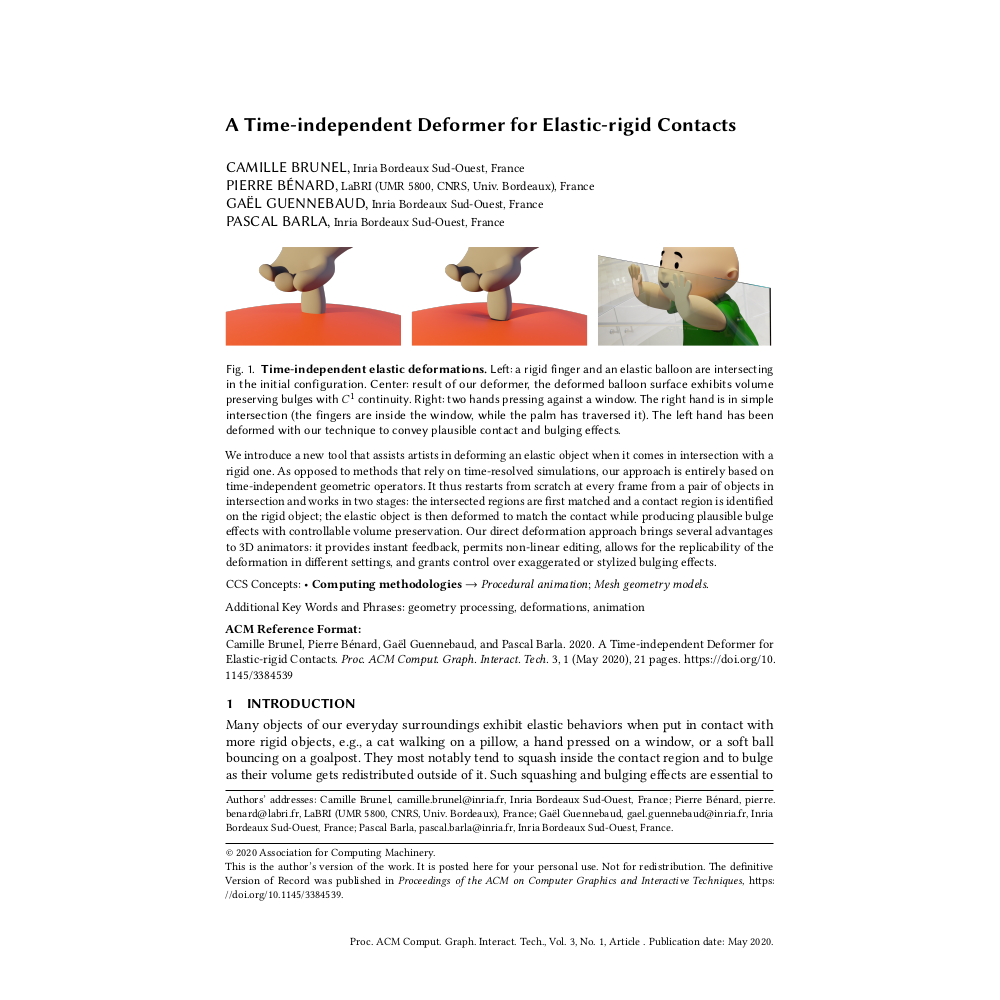 A Time-independent Deformer for Elastic-rigid Contacts
CAMILLE BRUNEL, Inria Bordeaux Sud-Ouest, France
PIERRE BÉNARD, LaBRI (UMR 5800, CNRS, Univ. Bordeaux), France
GAËL GUENNEBAUD, Inria Bordeaux Sud-Ouest, France
PASCAL BARLA, Inria Bordeaux Sud-Ouest, France
Fig. 1. Time-independent elastic deformations. Left: a rigid finger and an elastic balloon are intersecting
in the initial configuration. Center: result of our deformer, the deformed balloon surface exhibits volume
preserving bulges with C¹ continuity. Right: two hands pressing against a window. The right hand is in simple
intersection (the fingers are inside the window, while the palm has traversed it). The left hand has been
deformed with our technique to convey plausible contact and bulging effects.
We introduce a new tool that assists artists in deforming an elastic object when it comes in intersection with a
rigid one. As opposed to methods that rely on time-resolved simulations, our approach is entirely based on
time-independent geometric operators. It thus restarts from scratch at every frame from a pair of objects in
intersection and works in two stages: the intersected regions are first matched and a contact region is identified
on the rigid object; the elastic object is then deformed to match the contact while producing plausible bulge
effects with controllable volume preservation. Our direct deformation approach brings several advantages
to 3D animators: it provides instant feedback, permits non-linear editing, allows for the replicability of the
deformation in different settings, and grants control over exaggerated or stylized bulging effects.
CCS Concepts: • Computing methodologies → Procedural animation; Mesh geometry models.
Additional Key Words and Phrases: geometry processing, deformations, animation
ACM Reference Format:
Camille Brunel, Pierre Bénard, Gaël Guennebaud, and Pascal Barla. 2020. A Time-independent Deformer for
Elastic-rigid Contacts. Proc. ACM Comput. Graph. Interact. Tech. 3, 1 (May 2020), 21 pages. https://doi.org/10.
1145/3384539
1 INTRODUCTION
Many objects of our everyday surroundings exhibit elastic behaviors when put in contact with
more rigid objects, e.g., a cat walking on a pillow, a hand pressed on a window, or a soft ball
bouncing on a goalpost. They most notably tend to squash inside the contact region and to bulge
as their volume gets redistributed outside of it. Such squashing and bulging effects are essential to
Authors' addresses: Camille Brunel, camille.brunel@inria.fr, Inria Bordeaux Sud-Ouest, France; Pierre Bénard, pierre.
benard@labri.fr, LaBRI (UMR 5800, CNRS, Univ. Bordeaux), France; Gaël Guennebaud, gael.guennebaud@inria.fr, Inria
Bordeaux Sud-Ouest, France; Pascal Barla, pascal.barla@inria.fr, Inria Bordeaux Sud-Ouest, France.
© 2020 Association for Computing Machinery.
This is the author's version of the work. It is posted here for your personal use. Not for redistribution. The definitive
Version of Record was published in Proceedings of the ACM on Computer Graphics and Interactive Techniques, https:
//doi.org/10.1145/3384539.
Proc. ACM Comput. Graph. Interact. Tech., Vol. 3, No. 1, Article . Publication date: May 2020.